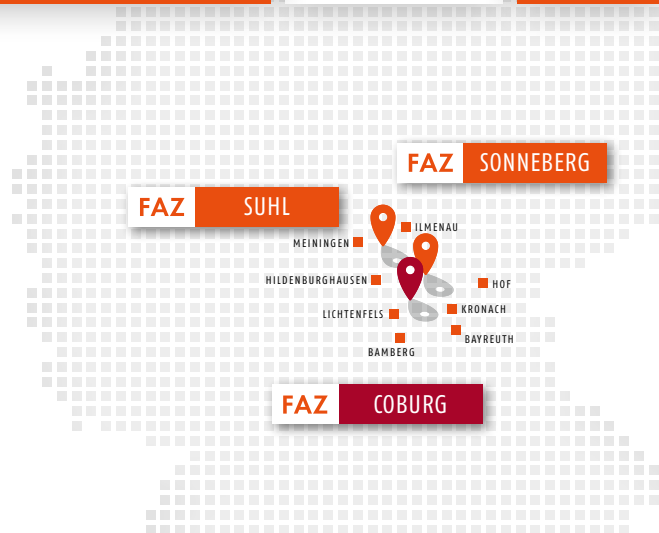 FAZ SONNEBERG
FAZ SUHL
ILMENAU
MEININGEN
HILDENBURGHAUSEN
HOF
KRONACH
LICHTENFELS
BAYREUTH
BAMBERG
FAZ COBURG